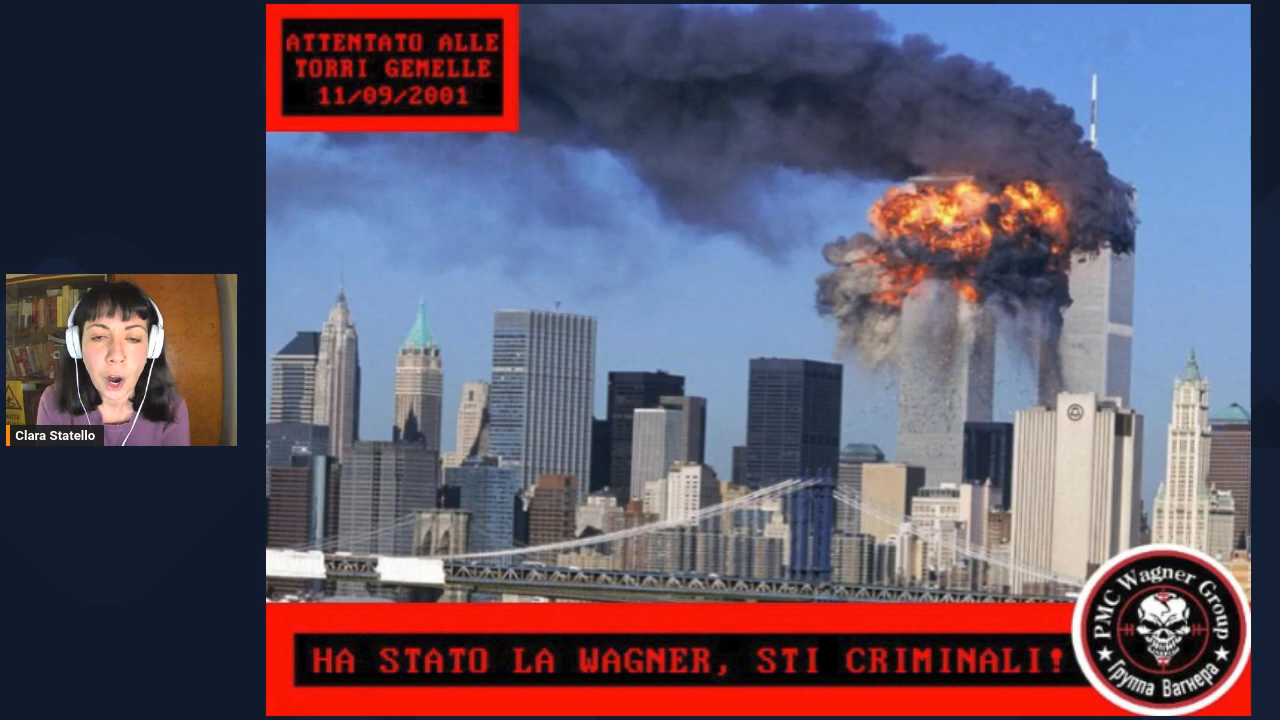 ATTENTATO ALLE
TORRI GEMELLE
11/09/2001
Clara Statello
HA STATO LA WAGNER, STI CRIMINALI!
PMC Wagner Group
Группа Вагнера